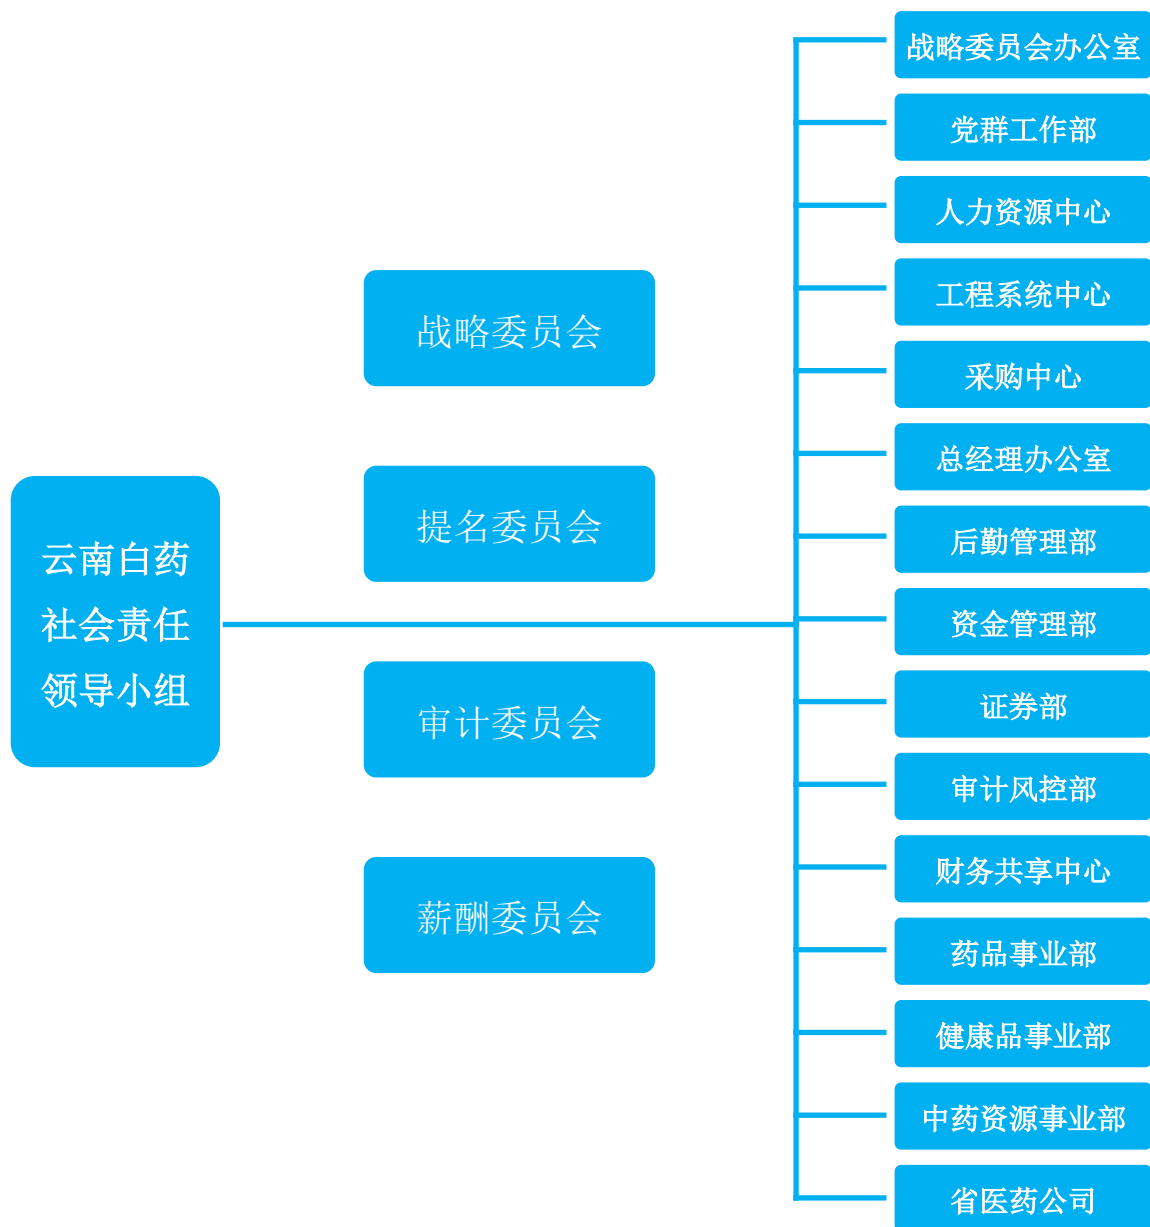 云南白药
社会责任
领导小组
战略委员会
提名委员会
审计委员会
薪酬委员会
战略委员会办公室
党群工作部
人力资源中心
工程系统中心
采购中心
总经理办公室
后勤管理部
资金管理部
证券部
审计风控部
财务共享中心
药品事业部
健康品事业部
中药资源事业部
省医药公司